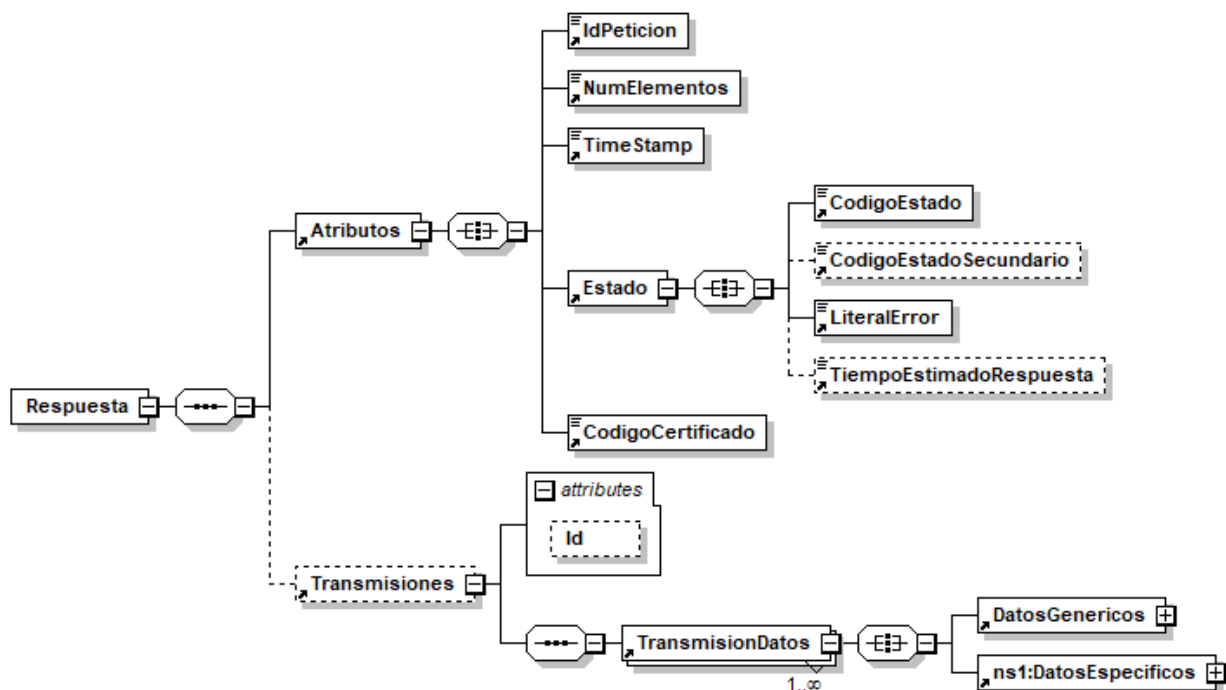 IdPeticion
NumElementos
TimeStamp
CodigoEstado
Atributos
CodigoEstadoSecundario
Estado
LiteralError
TiempoEstimadoRespuesta
Respuesta
CodigoCertificado
attributes
Id
Transmisiones
DatosGenericos
TransmisionDatos
ns1:DatosEspecificos
1..∞